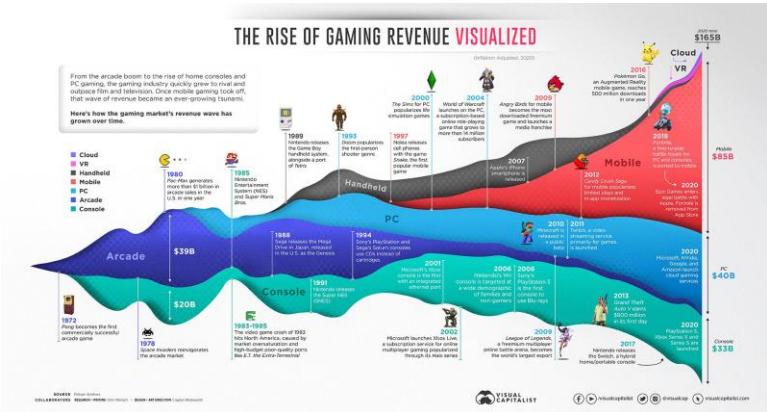 THE RISE OF GAMING REVENUE VISUALIZED
(Inflation Adjusted, 2020)
2020 total
$165B
From the arcade boom to the rise of home consoles and
PC gaming, the gaming industry quickly grew to rival and
outpace film and television. Once mobile gaming took off,
that wave of revenue became an ever-growing tsunami.
Here's how the gaming market's revenue wave has
grown over time.
Cloud
VR
Handheld
Mobile
PC
Arcade
Console
1980
Pac-Man generates
more than $1 billion in
arcade sales in the
U.S. in one year
1985
Nintendo
Entertainment
System (NES)
and Super Mario
Bros.
1989
Nintendo releases
the Game Boy
handheld system,
alongside a port
of Tetris
1993
Doom popularizes
the first-person
shooter genre
1997
Nokia releases
cell phones with
the game
Snake, the first
popular mobile
game
2000
The Sims for PC
popularizes life
simulation games
2004
World of Warcraft
launches on the PC,
a subscription-based
online role-playing
game that grows to
more than 14 million
subscribers
2009
Angry Birds for mobile
becomes the most
downloaded freemium
game and launches a
media franchise
2016
Pokémon Go,
an Augmented Reality
mobile game, reaches
500 million downloads
in one year
Cloud
VR
2007
Apple's iPhone
smartphone is
released
2012
Candy Crush Saga
for mobile popularizes
limited plays and
in-app monetization
Mobile
2018
Fortnite,
a free-to-play
battle royale for
PC and consoles,
is ported to mobile
2020
Epic Games enters
legal battle with
Apple, Fortnite is
removed from
App Store
Mobile
$85B
Handheld
PC
Arcade
$39B
$20B
Console
1988
Sega releases the Mega
Drive in Japan, released
in the U.S. as the Genesis
1994
Sony's PlayStation and
Sega's Saturn consoles
use CDs instead of
cartridges
1991
Nintendo releases
the Super NES
(SNES)
2001
Microsoft's Xbox
console is the first
with an integrated
ethernet port
2006
Nintendo's Wii
console is targeted at
a wide demographic
of families and
non-gamers
2006
Sony's
PlayStation 3
is the first
console to
use Blu-rays
2010
Minecraft is
released in
a public
beta
2011
Twitch, a video
streaming service,
primarily for games,
is launched
2020
Microsoft, Nvidia,
Google, and
Amazon launch
cloud gaming
services
PC
$40B
2013
Grand Theft
Auto V earns
$800 million
in its first day
2020
PlayStation 5,
Xbox Series X and
Series S are
launched
Console
$33B
1972
Pong becomes the first
commercially successful
arcade game
1978
Space Invaders reinvigorates
the arcade market
1983-1985
The video game crash of 1983
hits North America, caused by
market oversaturation and
high-budget poor-quality ports
like E.T. the Extra-Terrestrial
2002
Microsoft launches Xbox Live,
a subscription service for online
multiplayer gaming popularized
through its Halo series
2009
League of Legends,
a freemium multiplayer
online battle arena, becomes
the world's largest esport
2017
Nintendo releases
the Switch, a hybrid
home/portable console
SOURCE Pelham Smithers
COLLABORATORS
VISUAL
CAPITALIST
/visualcapitalist
@visualcap
visualcapitalist.com